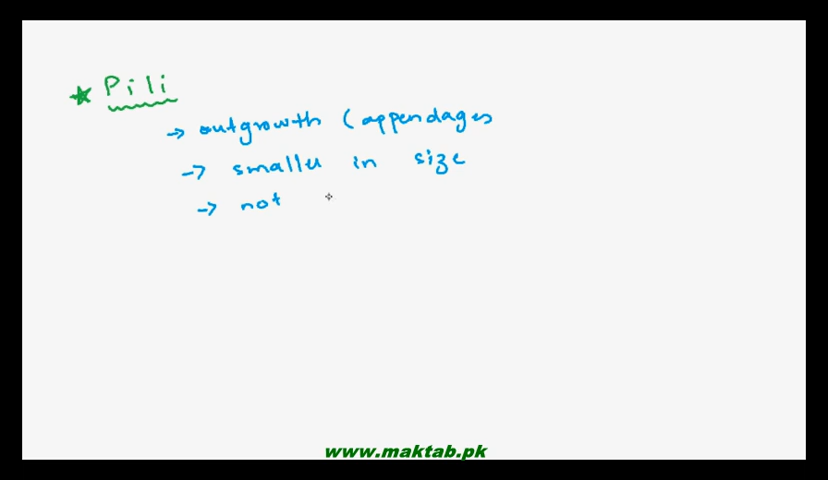 ★ Pili
→ outgrowth (appendages
→ smaller in size
→ not
www.maktab.pk